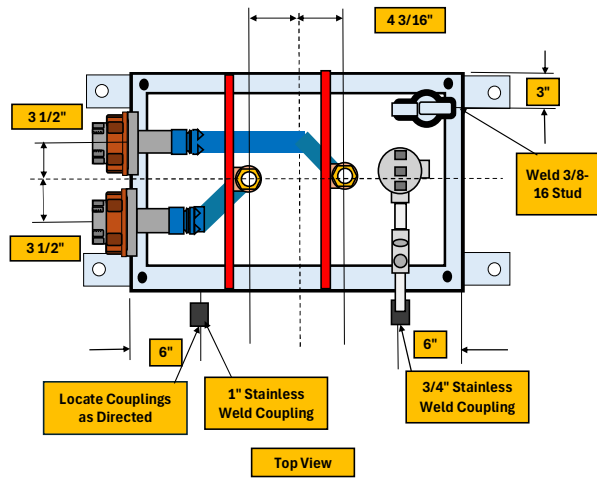 4 3/16"
3"
3 1/2"
Weld 3/8-
16 Stud
3 1/2"
6"
6"
Locate Couplings
as Directed
1" Stainless
Weld Coupling
3/4" Stainless
Weld Coupling
Top View